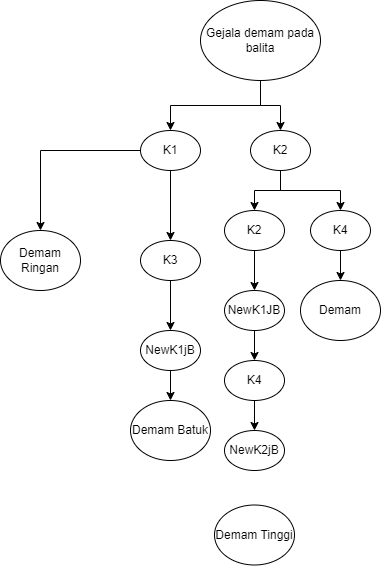 Gejala demam pada
balita
K1
K2
Demam
Ringan
K3
K2
K4
NewK1JB
Demam
NewK1jB
K4
Demam Batuk
NewK2jB
Demam Tinggi